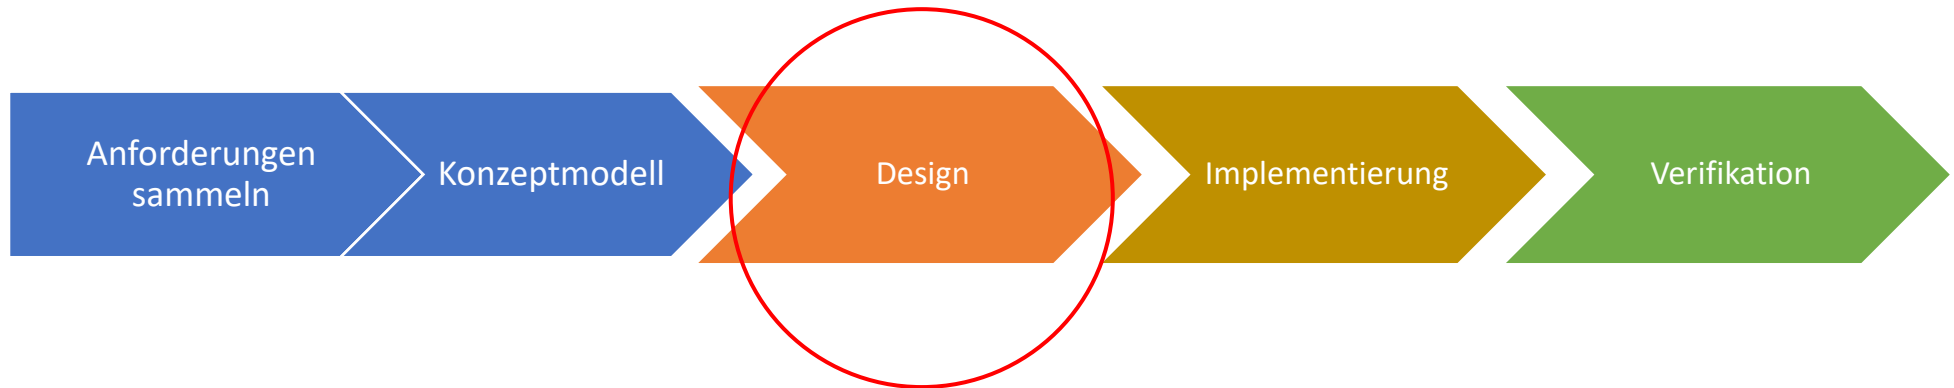 Anforderungen
sammeln
Konzeptmodell
Design
Implementierung
Verifikation